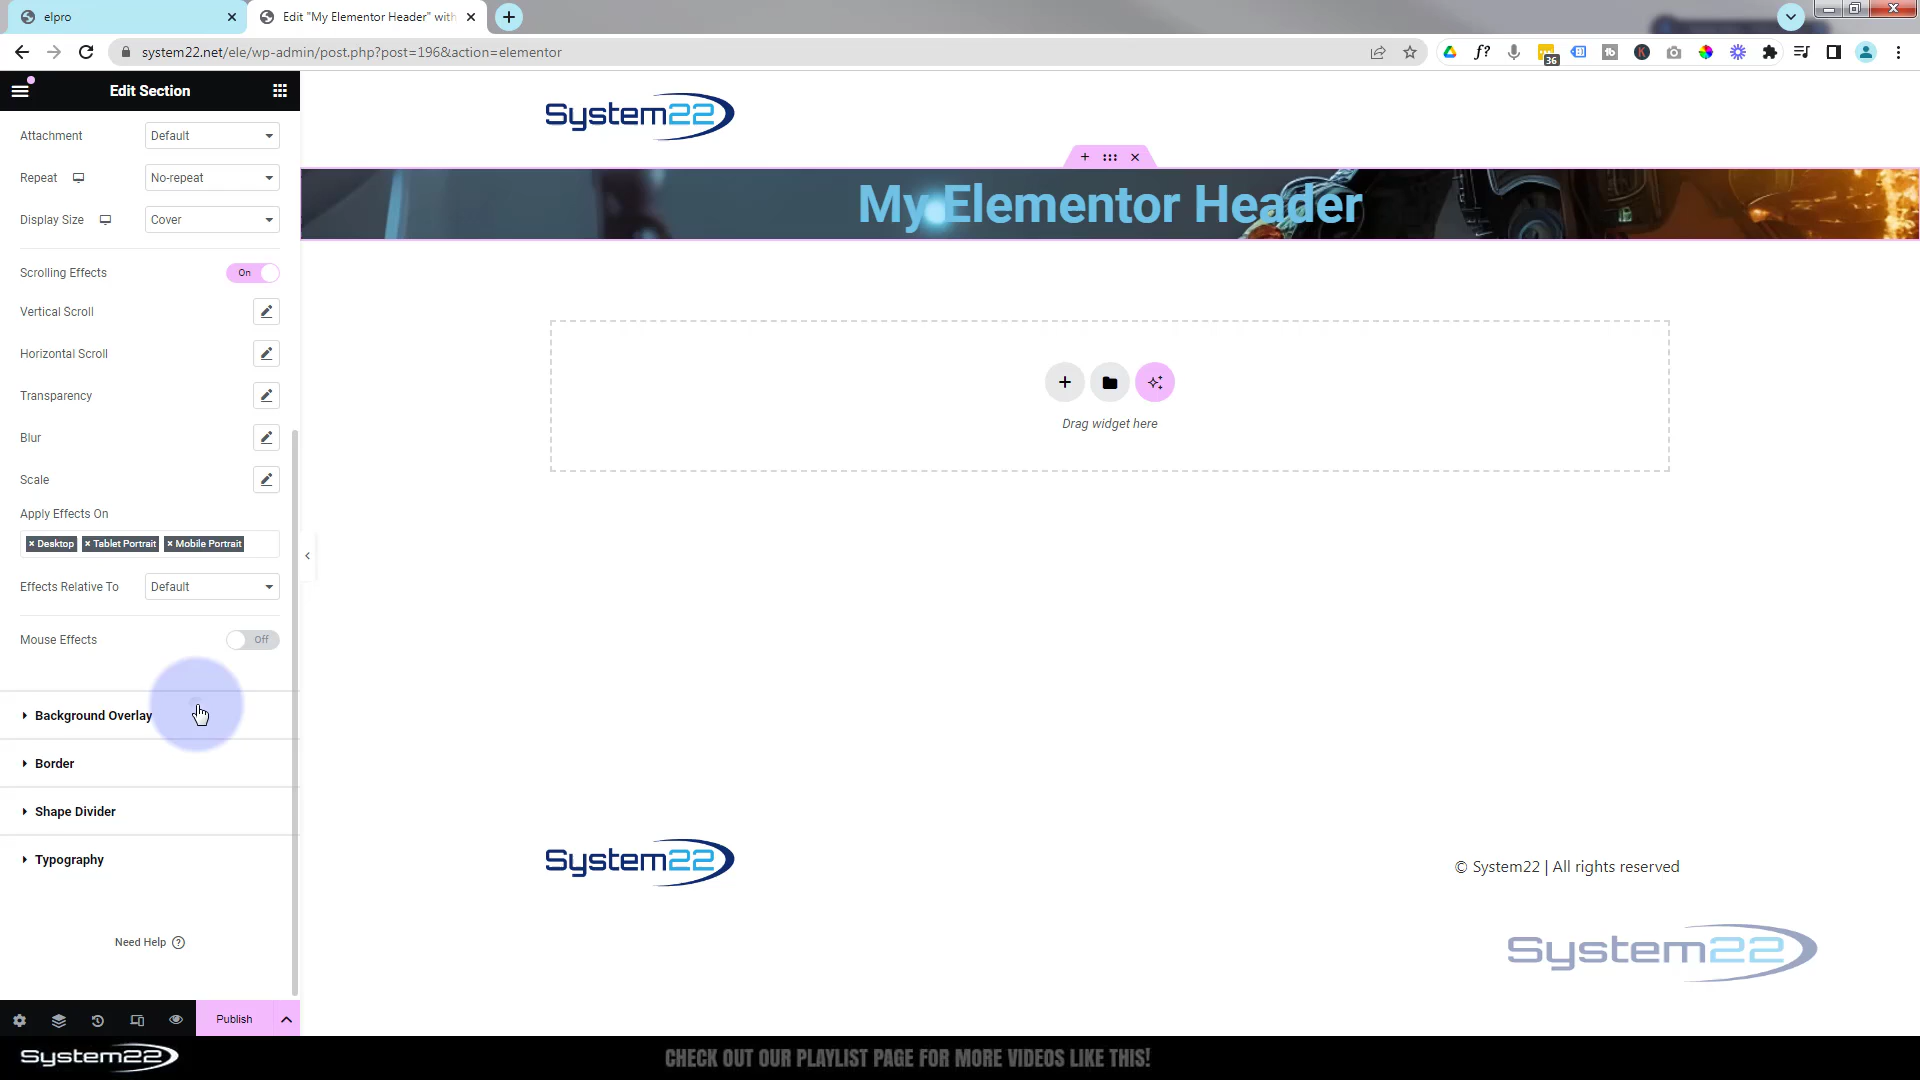 elpro
Edit "My Elementor Header" with
system22.net/ele/wp-admin/post.php?post=196&action=elementor
36
Edit Section
Attachment
Default
Repeat
No-repeat
Display Size
Cover
Scrolling Effects
On
Vertical Scroll
Horizontal Scroll
Transparency
Blur
Scale
Apply Effects On
× Desktop × Tablet Portrait × Mobile Portrait
Effects Relative To
Default
Mouse Effects
Off
Background Overlay
Border
Shape Divider
Typography
Need Help
Publish
System22
My Elementor Header
Drag widget here
System22
© System22 | All rights reserved
System22
System22
CHECK OUT OUR PLAYLIST PAGE FOR MORE VIDEOS LIKE THIS!